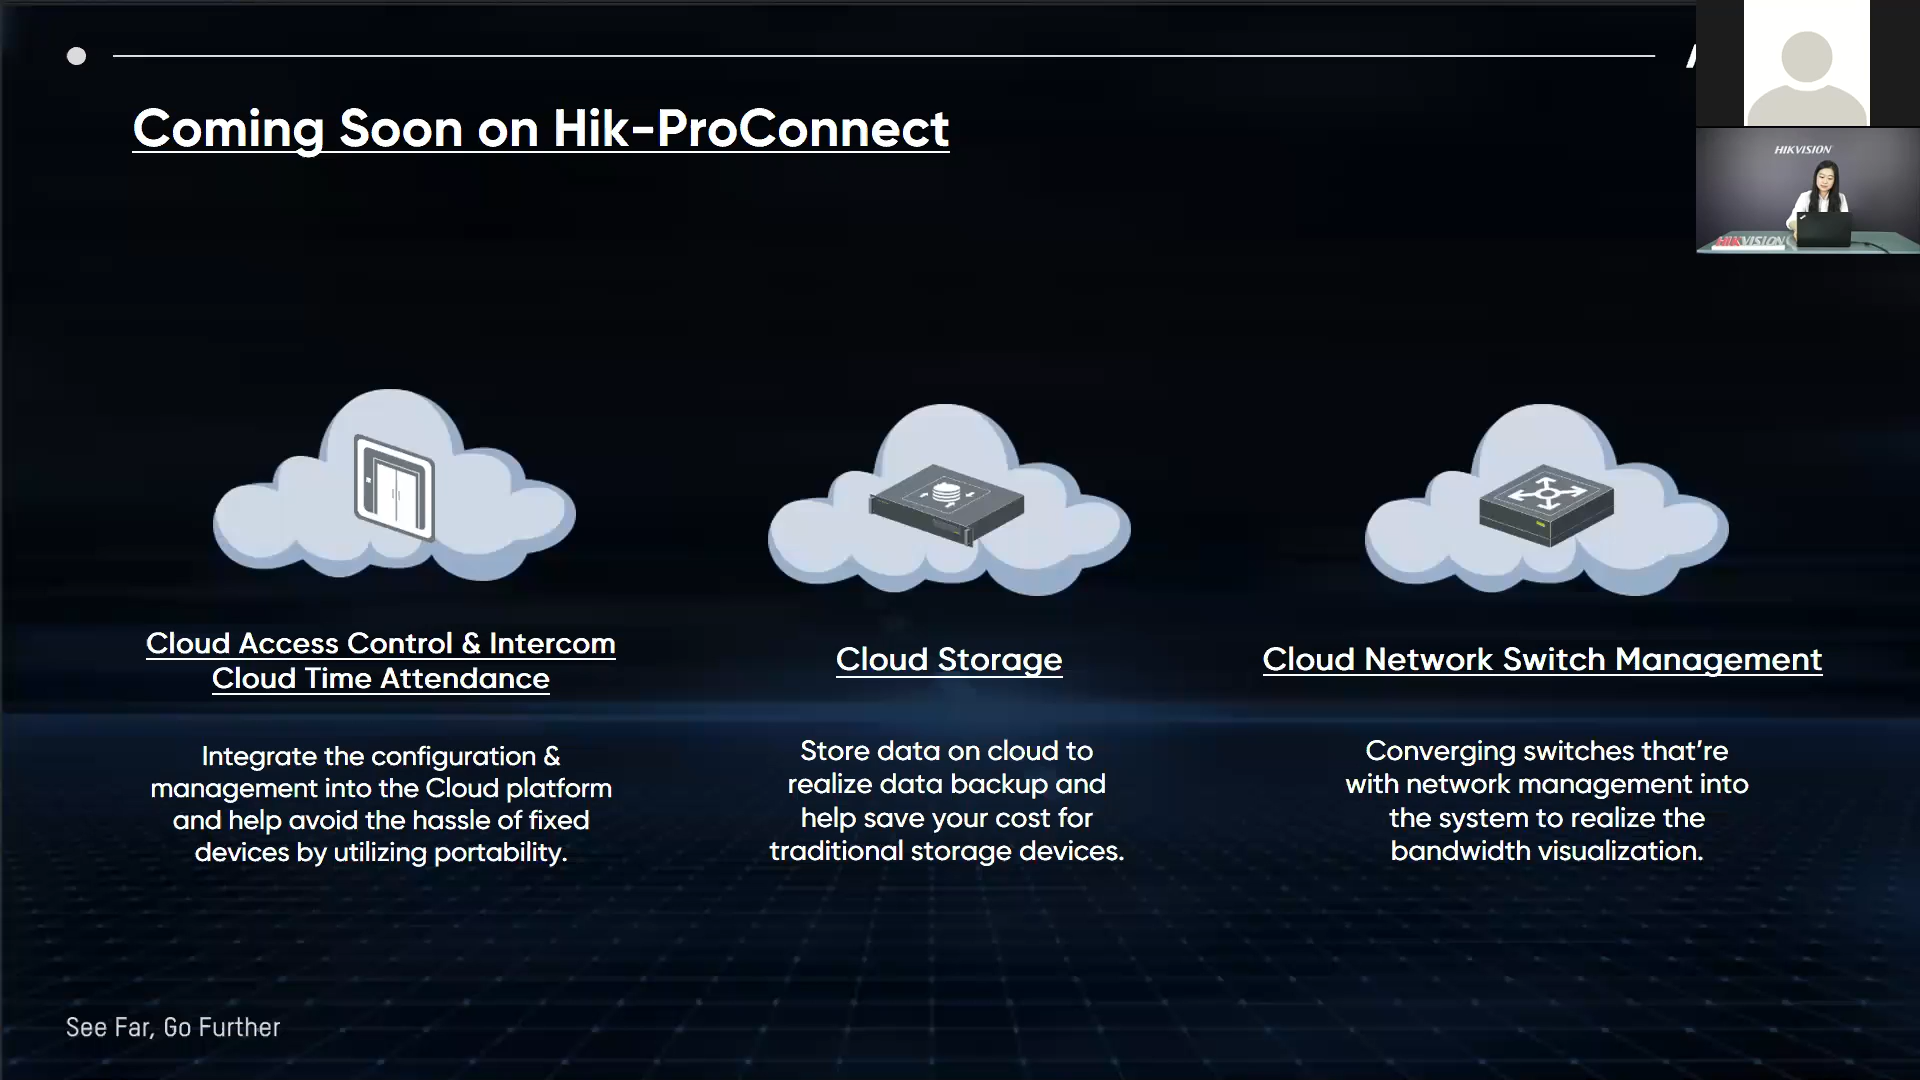 Coming Soon on Hik-ProConnect
HIKVISION
HIKVISION
Cloud Access Control & Intercom
Cloud Time Attendance
Integrate the configuration &
management into the Cloud platform
and help avoid the hassle of fixed
devices by utilizing portability.
Cloud Storage
Store data on cloud to
realize data backup and
help save your cost for
traditional storage devices.
Cloud Network Switch Management
Converging switches that’re
with network management into
the system to realize the
bandwidth visualization.
See Far, Go Further